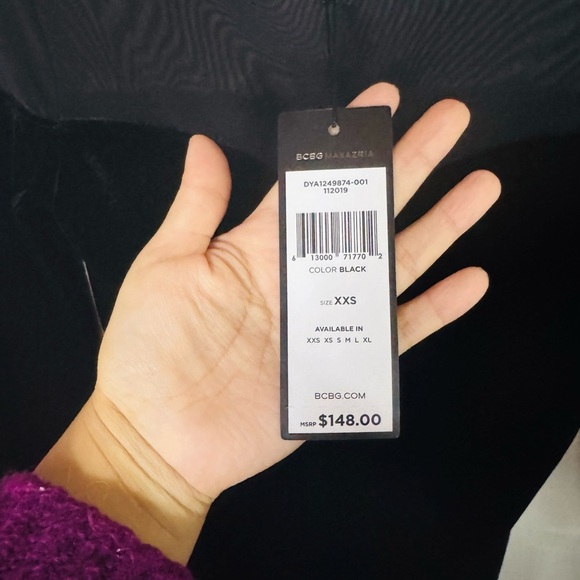 BCBGMAXAZRIA
DYA1249874-001
112019
6 13000 71770 2
COLOR BLACK
SIZE XXS
AVAILABLE IN
XXS XS S M L XL
BCBG.COM
MSRP $148.00